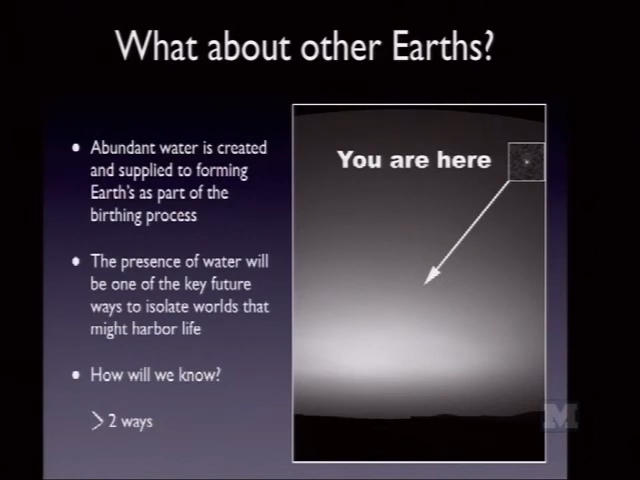 What about other Earths?
• Abundant water is created
and supplied to forming
Earth's as part of the
birthing process
• The presence of water will
be one of the key future
ways to isolate worlds that
might harbor life
• How will we know?
> 2 ways
You are here
M